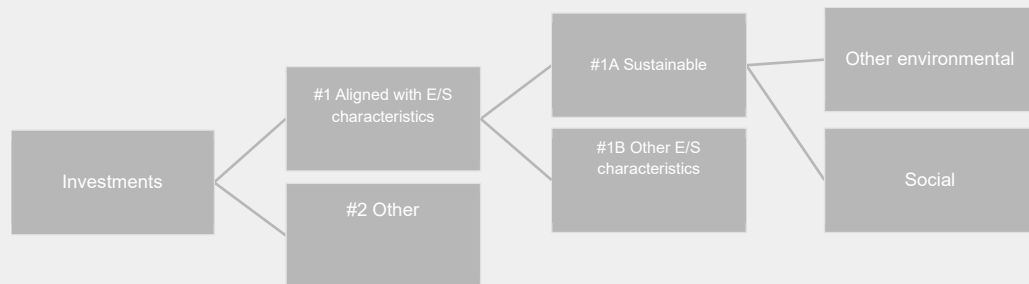 Investments
#1 Aligned with E/S
characteristics
#2 Other
#1A Sustainable
#1B Other E/S
characteristics
Other environmental
Social